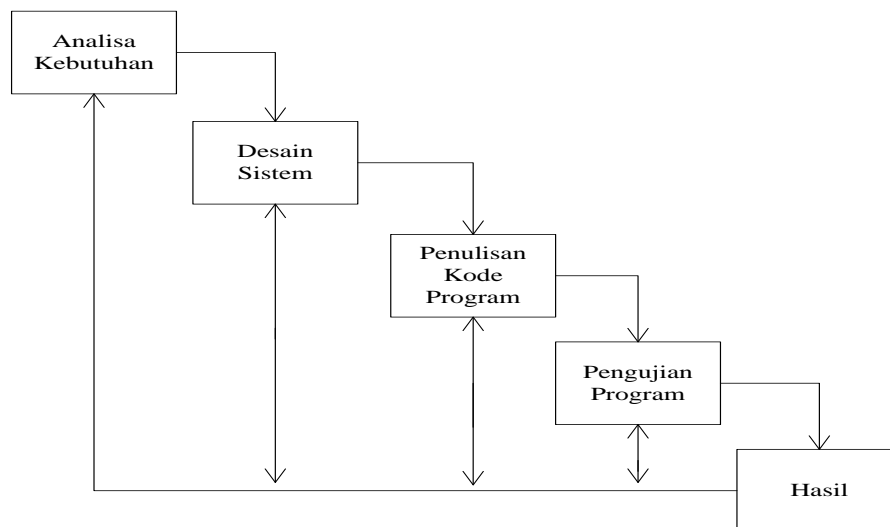 Analisa
Kebutuhan
Desain
Sistem
Penulisan
Kode
Program
Pengujian
Program
Hasil